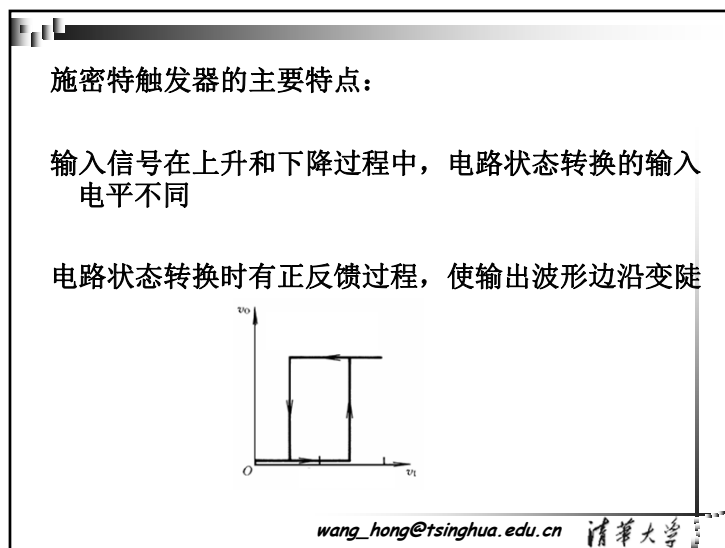 施密特触发器的主要特点：
输入信号在上升和下降过程中，电路状态转换的输入
电平不同
电路状态转换时有正反馈过程，使输出波形边沿变陡
vO
O
vI
wang_hong@tsinghua.edu.cn 清華大学